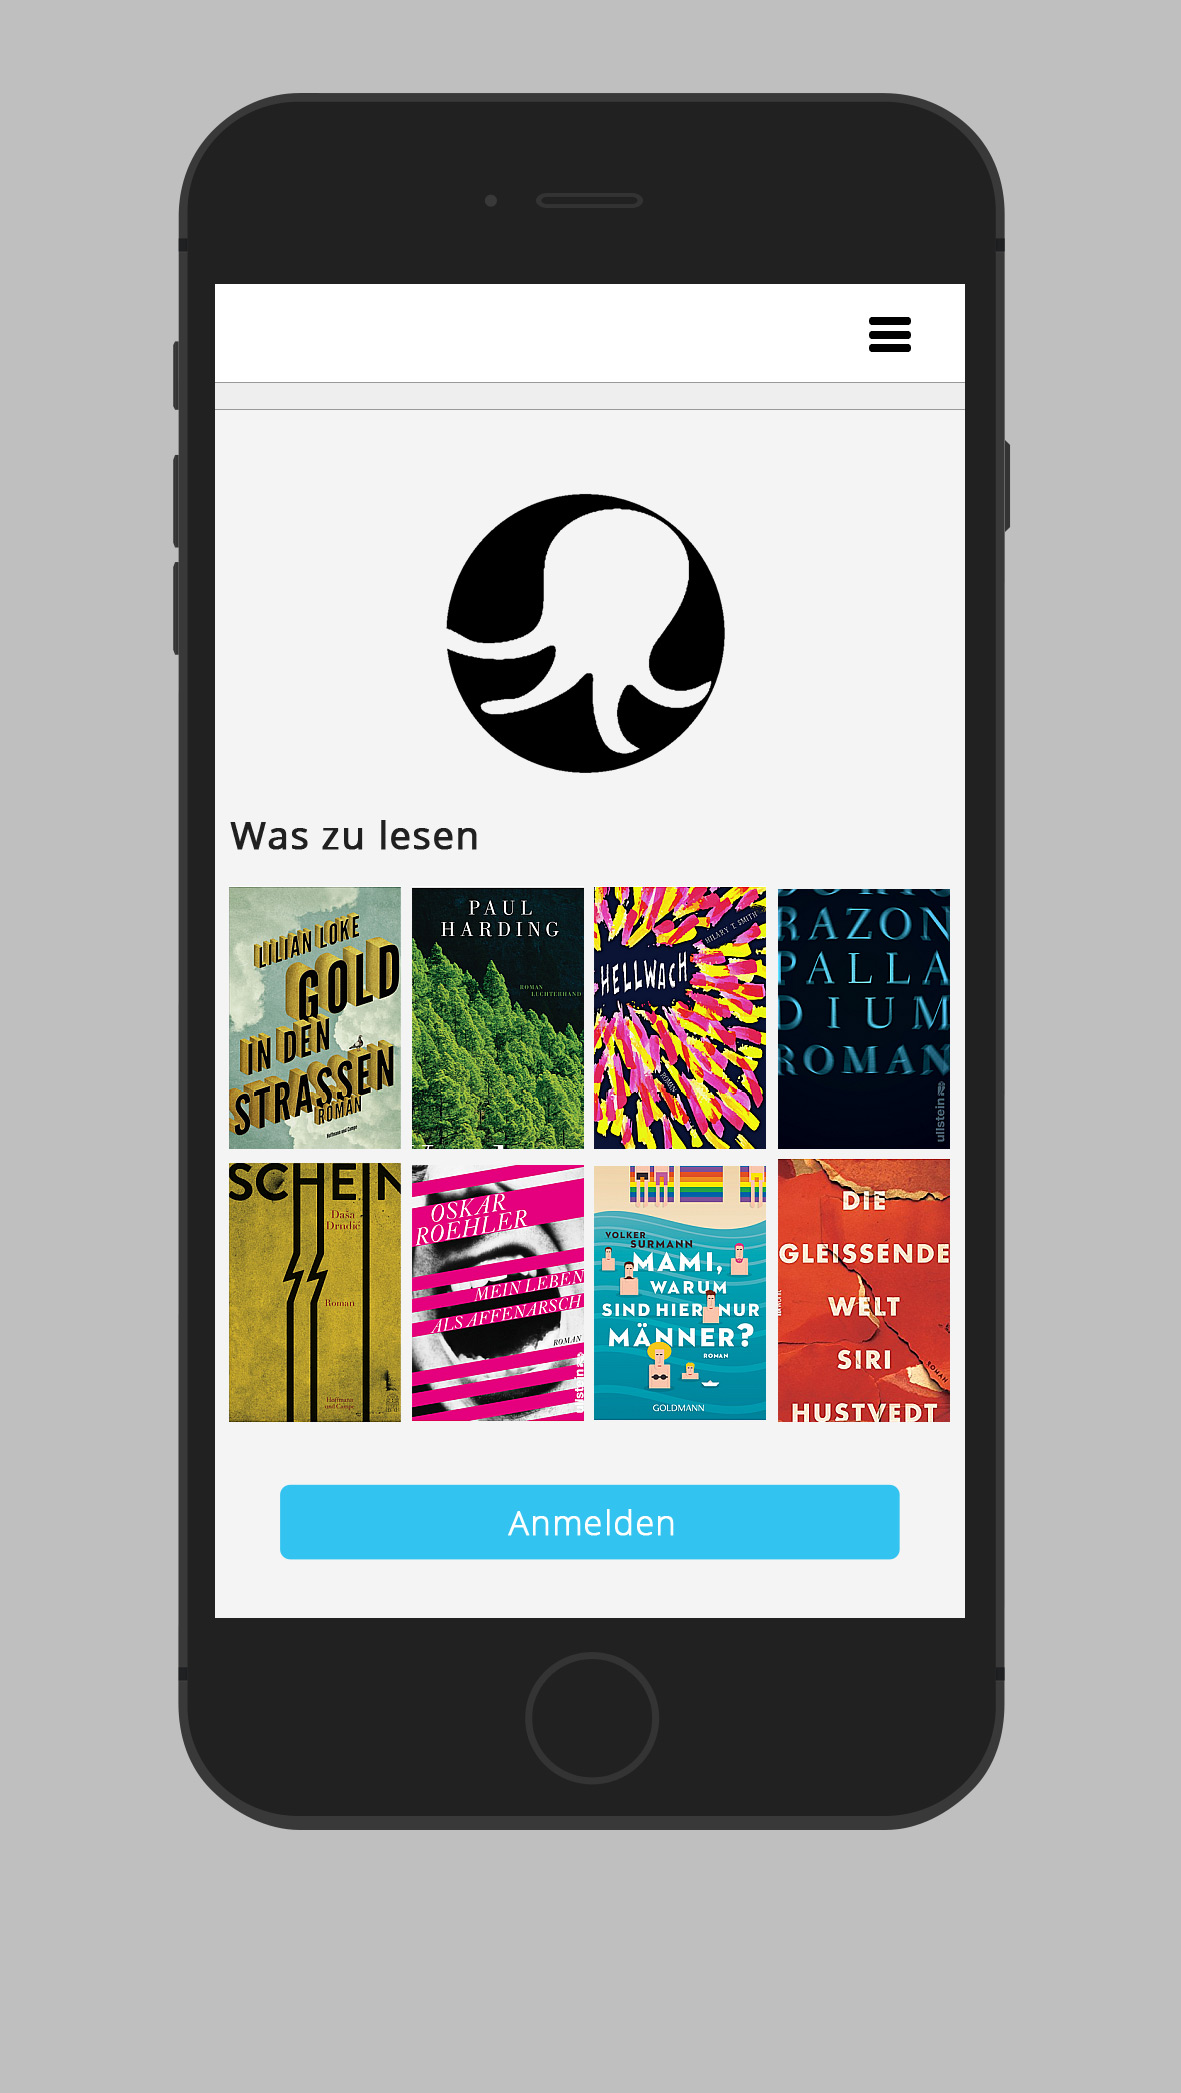 Was zu lesen
LILIAN LOKE
GOLD
IN DEN
STRASSEN
ROMAN
Hoffmann und Campe
PAUL
HARDING
ROMAN
LUCHTERHAND
HILARY T. SMITH
HELLWACH
ROMAN
RAZON
PALLA
DIUM
ROMAN
ullstein
SCHEIN
Daša
Drndić
Roman
Hoffmann
und Campe
OSKAR
ROEHLER
MEIN LEBEN
ALS AFFENARSCH
ROMAN
VOLKER
SURMANN
MAMI,
WARUM
SIND HIER NUR
MÄNNER?
ROMAN
GOLDMANN
DIE
GLEISSENDE
WELT
SIRI
ROMAN
HUSTVEDT
Anmelden